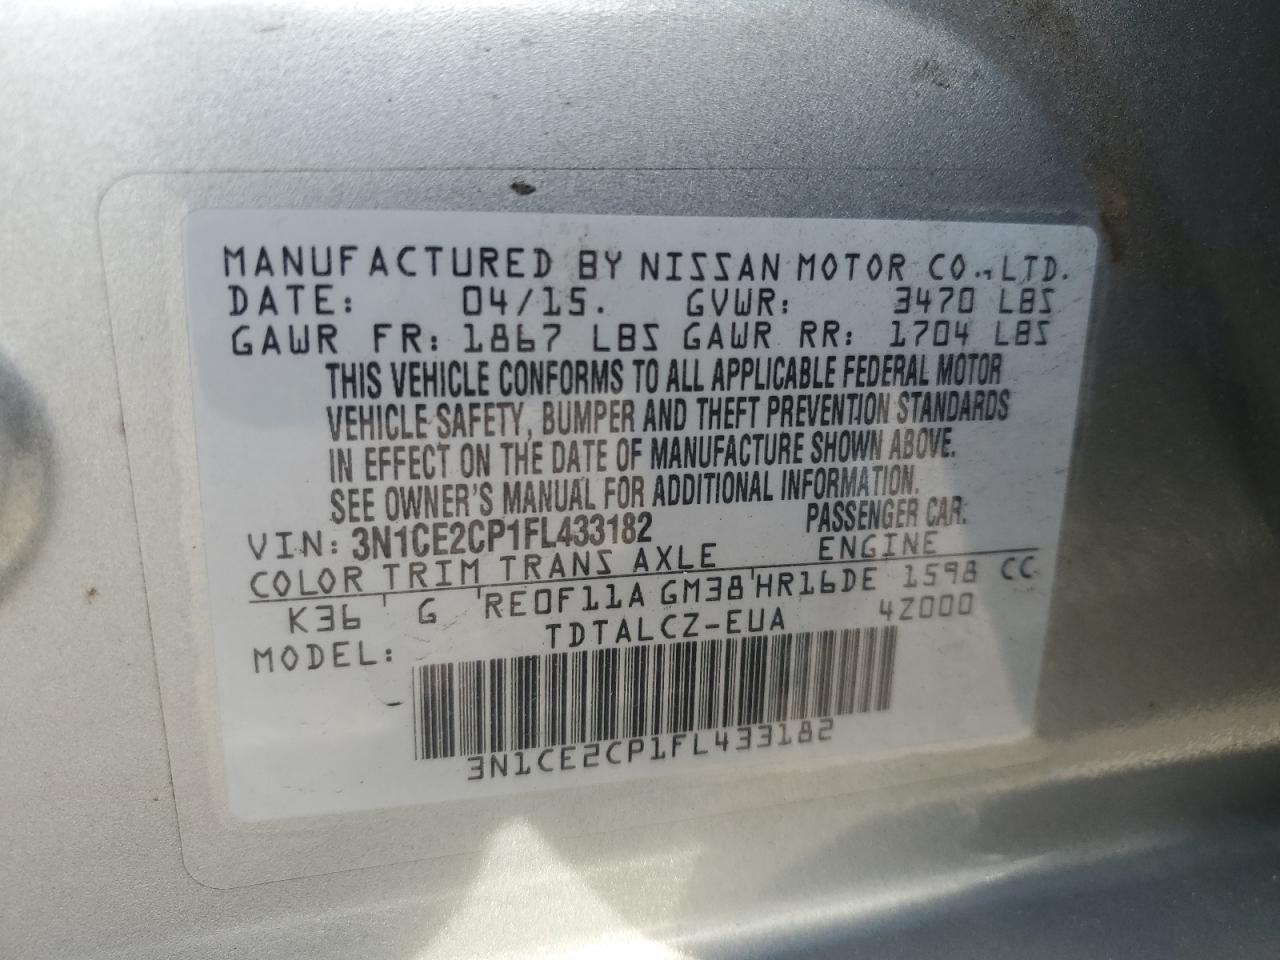 MANUFACTURED BY NISSAN MOTOR CO., LTD.
DATE: 04/15. GVWR: 3470 LBS
GAWR FR: 1867 LBS GAWR RR: 1704 LBS
THIS VEHICLE CONFORMS TO ALL APPLICABLE FEDERAL MOTOR
VEHICLE SAFETY, BUMPER AND THEFT PREVENTION STANDARDS
IN EFFECT ON THE DATE OF MANUFACTURE SHOWN ABOVE.
SEE OWNER'S MANUAL FOR ADDITIONAL INFORMATION.
VIN: 3N1CE2CP1FL433182 PASSENGER CAR:
COLOR TRIM TRANS AXLE ENGINE
K36 G RE0F11A GM38 HR16DE 1598 CC
MODEL: TDTALCZ-EUA 4Z000
3N1CE2CP1FL433182